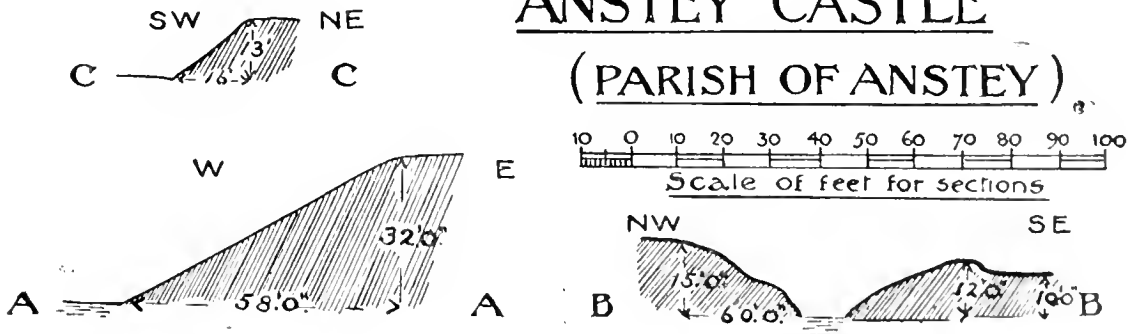 ANSTEY CASTLE
(PARISH OF ANSTEY)
SW NE
13'
C 16' C
10 0 10 20 30 40 50 60 70 80 90 100
Scale of feet for sections
W E
32'.0".
A 58'.0" A
NW SE
15'.0" 12'.0" 10'.0"
B 60'.0". B